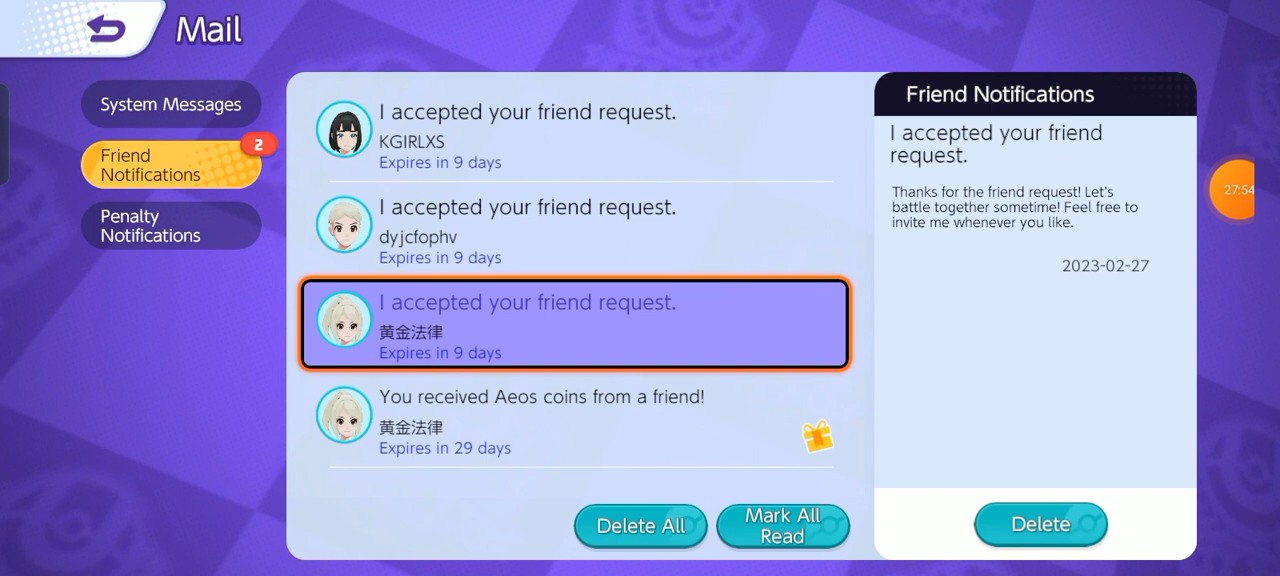 Mail
System Messages
Friend
Notifications
2
Penalty
Notifications
I accepted your friend request.
KGIRLXS
Expires in 9 days
I accepted your friend request.
dyjcfophv
Expires in 9 days
I accepted your friend request.
黄金法律
Expires in 9 days
You received Aeos coins from a friend!
黄金法律
Expires in 29 days
Delete All
Mark All
Read
Friend Notifications
I accepted your friend
request.
Thanks for the friend request! Let's
battle together sometime! Feel free to
invite me whenever you like.
2023-02-27
Delete
27:54